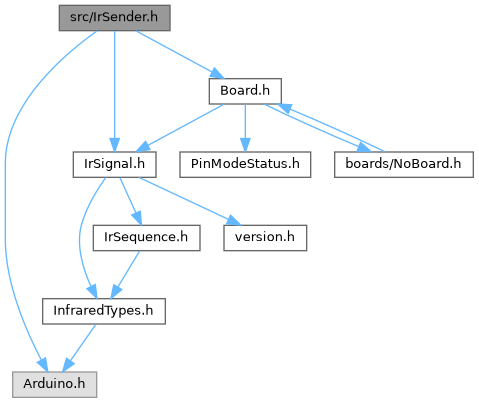 src/IrSender.h
Board.h
IrSignal.h
PinModeStatus.h
boards/NoBoard.h
IrSequence.h
version.h
InfraredTypes.h
Arduino.h